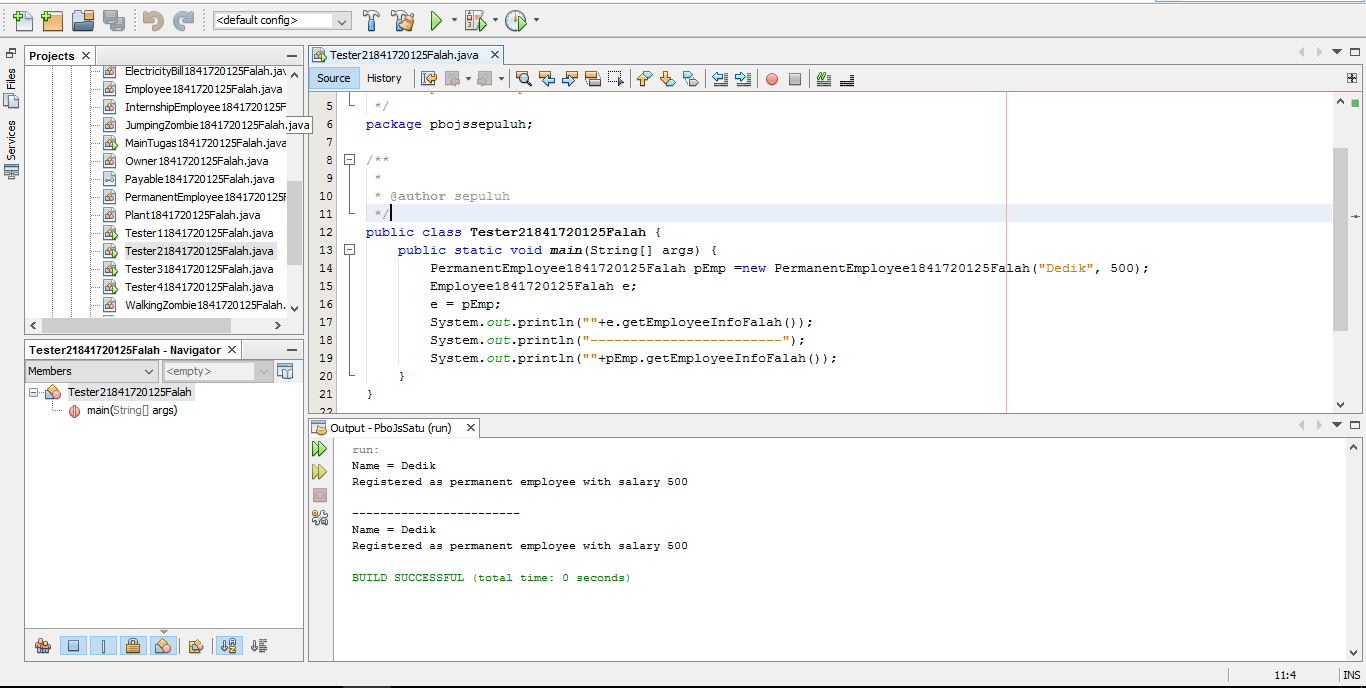 <default config>
Projects
Files
Services
ElectricityBill1841720125Falah.jav
Employee1841720125Falah.java
InternshipEmployee1841720125F
JumpingZombie1841720125Falah.java
MainTugas1841720125Falah.java
Owner1841720125Falah.java
Payable1841720125Falah.java
PermanentEmployee1841720125F
Plant1841720125Falah.java
Tester11841720125Falah.java
Tester21841720125Falah.java
Tester31841720125Falah.java
Tester41841720125Falah.java
WalkingZombie1841720125Falah.
Tester21841720125Falah - Navigator
Members
<empty>
Tester21841720125Falah
main(String[] args)
Tester21841720125Falah.java
Source History
5 */
6 package pbojssepuluh;
7
8 /**
9 *
10 * @author sepuluh
11 */
12 public class Tester21841720125Falah {
13 public static void main(String[] args) {
14 PermanentEmployee1841720125Falah pEmp =new PermanentEmployee1841720125Falah("Dedik", 500);
15 Employee1841720125Falah e;
16 e = pEmp;
17 System.out.println(""+e.getEmployeeInfoFalah());
18 System.out.println("------------------------");
19 System.out.println(""+pEmp.getEmployeeInfoFalah());
20 }
21 }
22
Output - PboJsSatu (run)
run:
Name = Dedik
Registered as permanent employee with salary 500
------------------------
Name = Dedik
Registered as permanent employee with salary 500
BUILD SUCCESSFUL (total time: 0 seconds)
11:4 INS